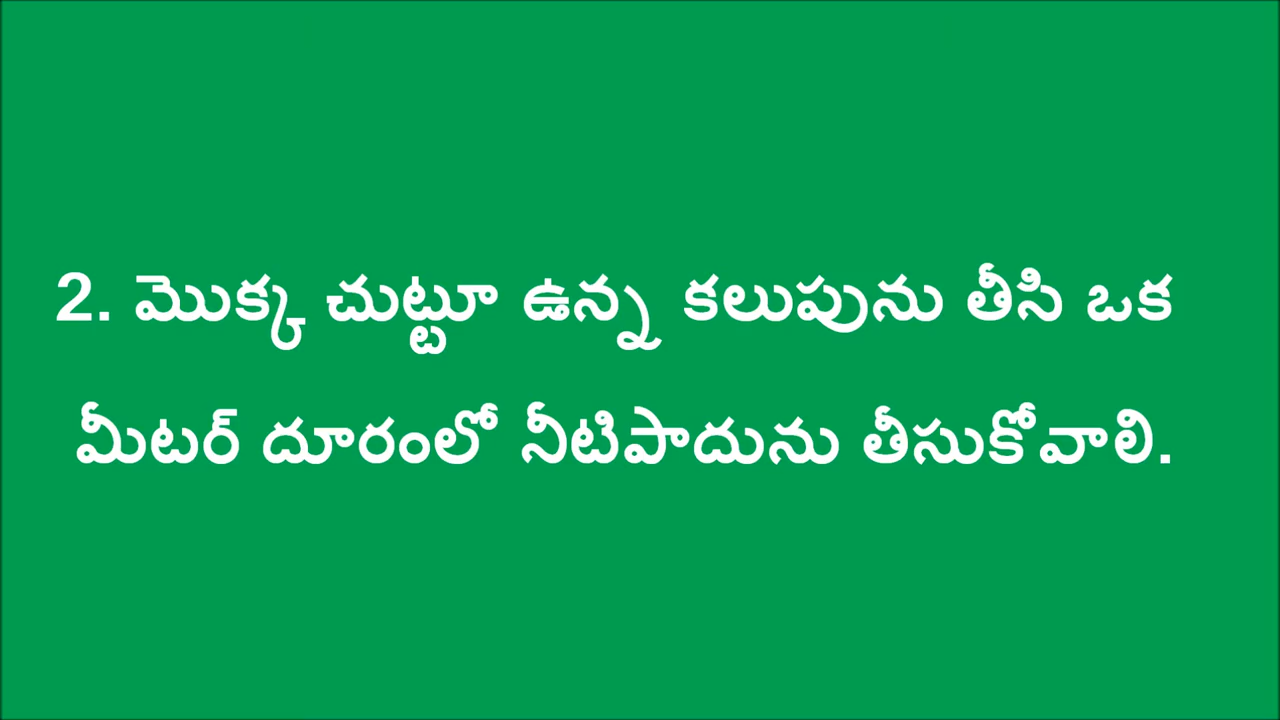 2. మొక్క చుట్టూ ఉన్న కలుపును తీసి ఒక
మీటర్ దూరంలో నీటిపాదును తీసుకోవాలి.